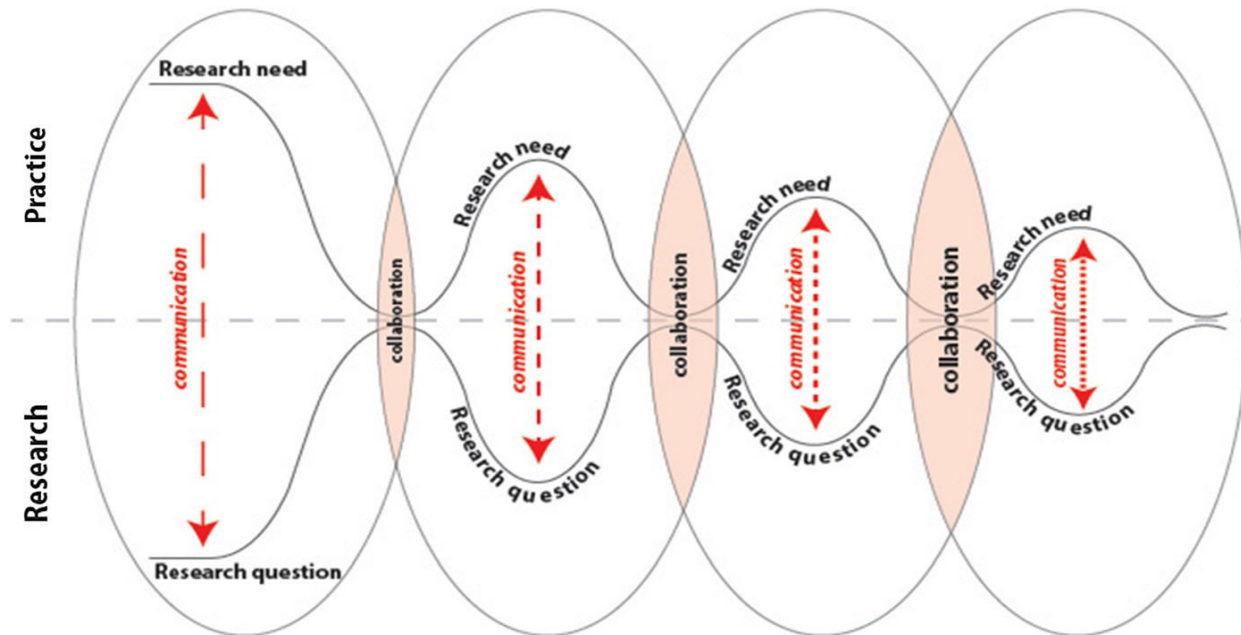 Practice
Research
Research need
communication
Research question
collaboration
Research need
communication
Research question
collaboration
Research need
communication
Research question
collaboration
Research need
communication
Research question